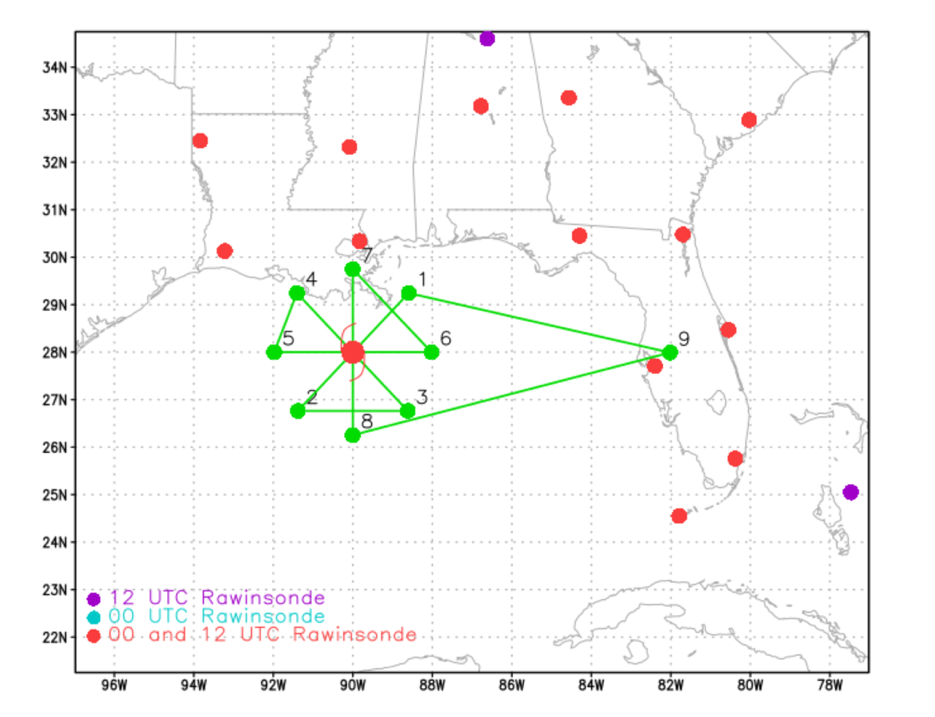 34N
33N
32N
31N
30N
7
29N
4
1
28N
5
6
9
27N
2
3
26N
8
25N
24N
23N
12 UTC Rawinsonde
00 UTC Rawinsonde
22N
00 and 12 UTC Rawinsonde
96W 94W 92W 90W 88W 86W 84W 82W 80W 78W